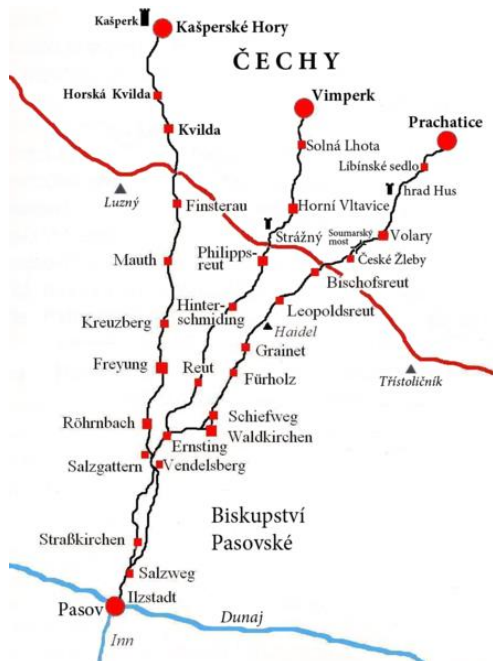 Kašperk
Kašperské Hory
ČECHY
Horská Kvilda
Vimperk
Kvilda
Prachatice
Solná Lhota
Libínské sedlo
hrad Hus
Luzný
Finsterau
Horní Vltavice
Strážný
Soumarský
most
Volary
Mauth
Philipps-
reut
České Žleby
Bischofsreut
Hinter-
schmiding
Leopoldsreut
Kreuzberg
Haidel
Grainet
Freyung
Reut
Fürholz
Třístoličník
Röhrnbach
Schiefweg
Ernsting
Waldkirchen
Salzgattern
Vendelsberg
Biskupství
Pasovské
Straßkirchen
Salzweg
Ilzstadt
Pasov
Dunaj
Inn